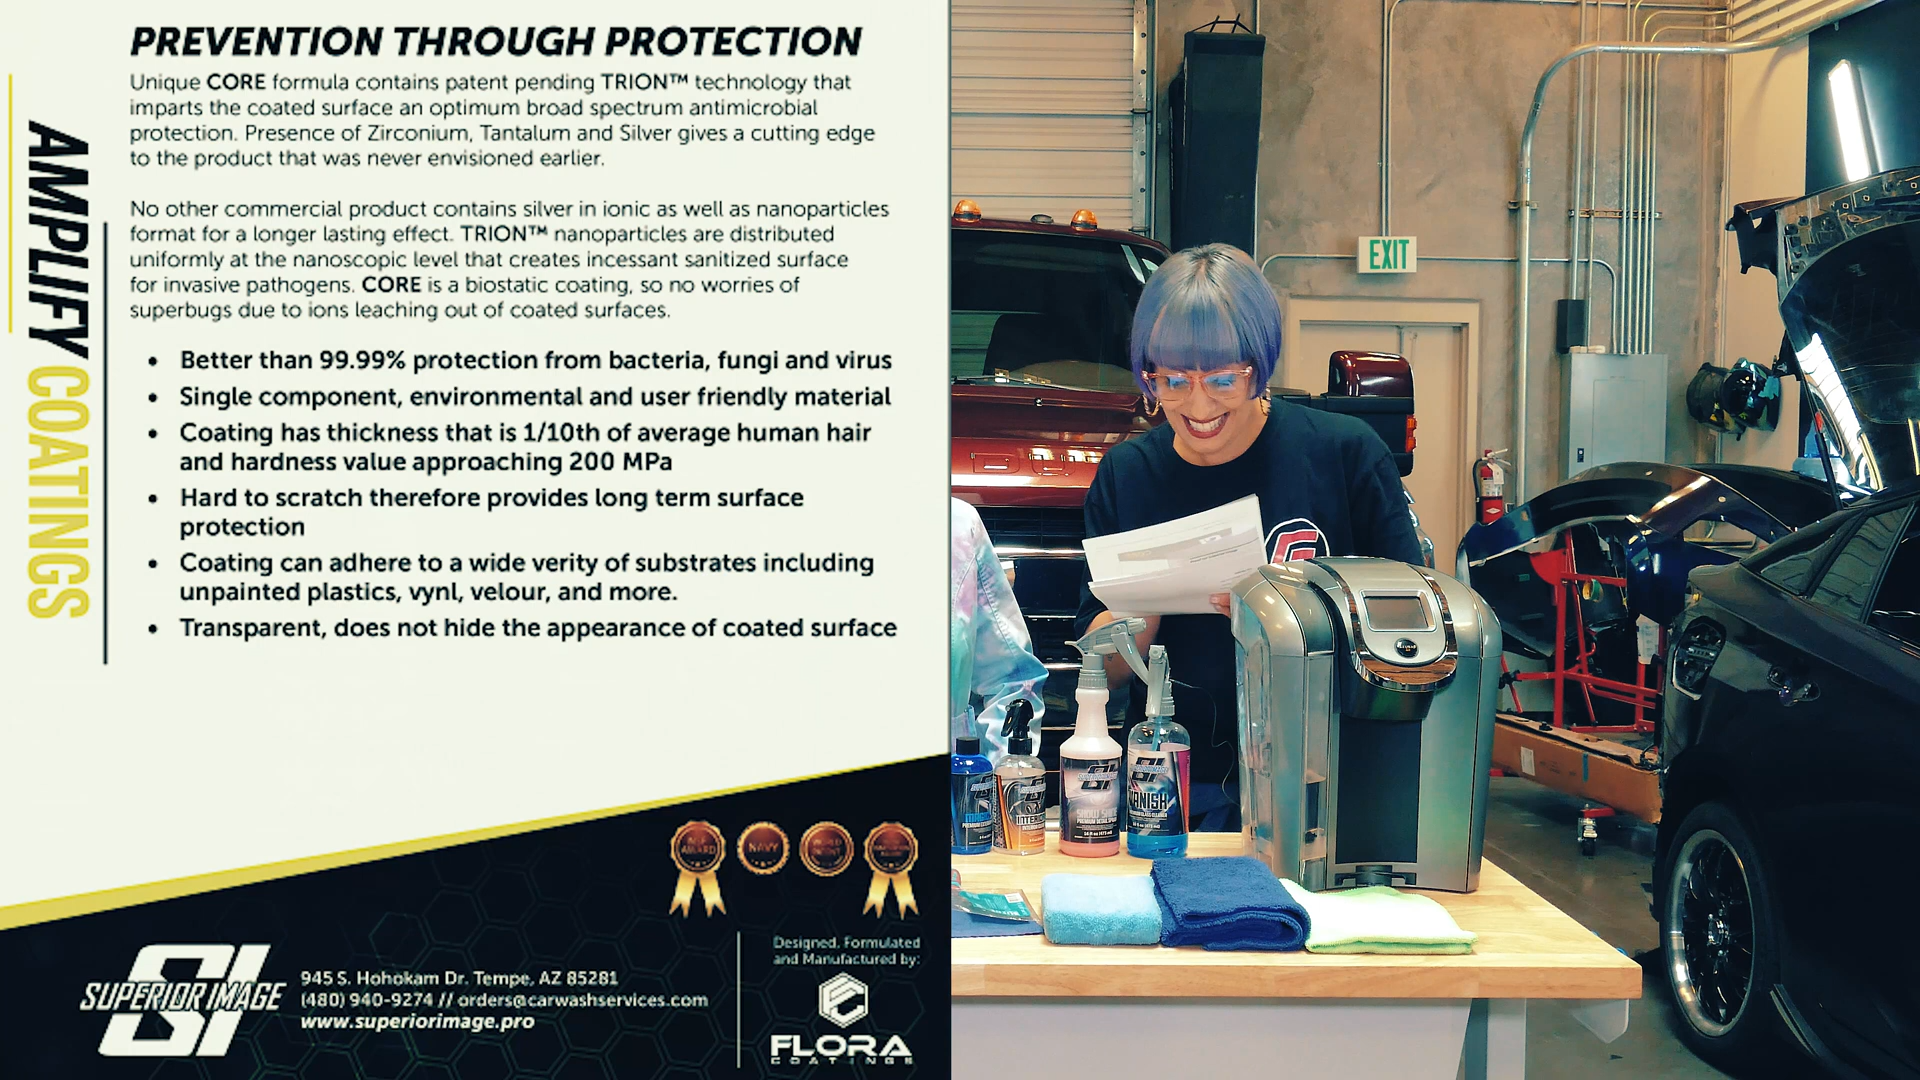 PREVENTION THROUGH PROTECTION
Unique CORE formula contains patent pending TRION™ technology that
imparts the coated surface an optimum broad spectrum antimicrobial
protection. Presence of Zirconium, Tantalum and Silver gives a cutting edge
to the product that was never envisioned earlier.
No other commercial product contains silver in ionic as well as nanoparticles
format for a longer lasting effect. TRION™ nanoparticles are distributed
uniformly at the nanoscopic level that creates incessant sanitized surface
for invasive pathogens. CORE is a biostatic coating, so no worries of
superbugs due to ions leaching out of coated surfaces.
• Better than 99.99% protection from bacteria, fungi and virus
• Single component, environmental and user friendly material
• Coating has thickness that is 1/10th of average human hair
and hardness value approaching 200 MPa
• Hard to scratch therefore provides long term surface
protection
• Coating can adhere to a wide verity of substrates including
unpainted plastics, vynl, velour, and more.
• Transparent, does not hide the appearance of coated surface
AMPLIFY COATINGS
AWARD
NAVY
SI
SUPERIOR IMAGE
945 S. Hohokam Dr. Tempe, AZ 85281
(480) 940-9274 // orders@carwashservices.com
www.superiorimage.pro
Designed, Formulated
and Manufactured by:
FLORA
COATINGS
EXIT
SI
SHOW SHINE
SI
VANISH